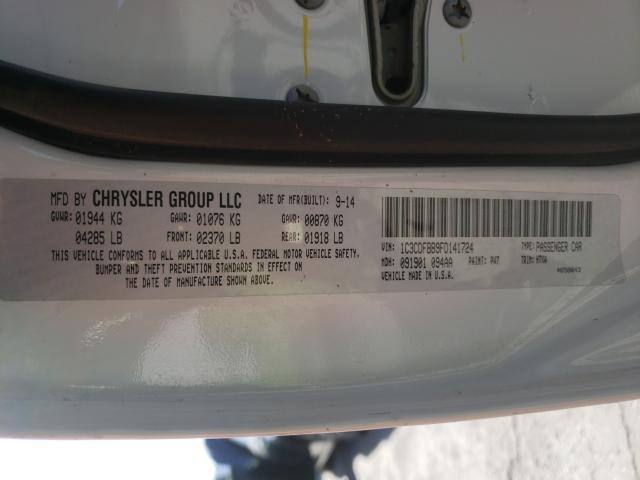 MFD BY CHRYSLER GROUP LLC DATE OF MFR(BUILT): 9-14
GVWR: 01944 KG GAWR: 01076 KG GAWR: 00870 KG
04285 LB FRONT: 02370 LB REAR: 01918 LB
THIS VEHICLE CONFORMS TO ALL APPLICABLE U.S.A. FEDERAL MOTOR VEHICLE SAFETY,
BUMPER AND THEFT PREVENTION STANDARDS IN EFFECT ON
THE DATE OF MANUFACTURE SHOWN ABOVE.
VIN: 1C3CDFBB9FD141724 TYPE: PASSENGER CAR
MDH: 091901 094AA PAINT: PW7 TRIM:
VEHICLE MADE IN: U.S.A.